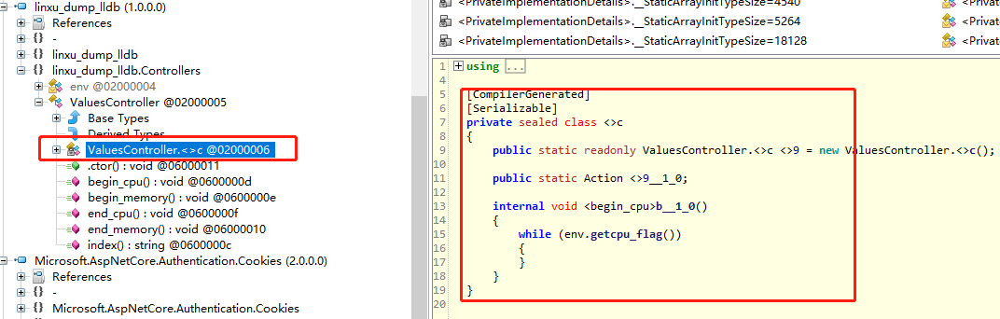 linxu_dump_lldb (1.0.0.0)
References
-
linxu_dump_lldb
linxu_dump_lldb.Controllers
env @02000004
ValuesController @02000005
Base Types
Derived Types
ValuesController.<>c @02000006
.ctor() : void @06000011
begin_cpu() : void @0600000d
begin_memory() : void @0600000e
end_cpu() : void @0600000f
end_memory() : void @06000010
index() : string @0600000c
Microsoft.AspNetCore.Authentication.Cookies (2.0.0.0)
References
-
Microsoft.AspNetCore.Authentication.Cookies
<PrivateImplementationDetails>.__StaticArrayInitTypeSize=4540
<PrivateImplementationDetails>.__StaticArrayInitTypeSize=5264 <Priva
<PrivateImplementationDetails>.__StaticArrayInitTypeSize=18128 <Priva
1 using ...
4
5 [CompilerGenerated]
6 [Serializable]
7 private sealed class <>c
8 {
9 public static readonly ValuesController.<>c <>9 = new ValuesController.<>c();
10
11 public static Action <>9__1_0;
12
13 internal void <begin_cpu>b__1_0()
14 {
15 while (env.getcpu_flag())
16 {
17 }
18 }
19 }
20